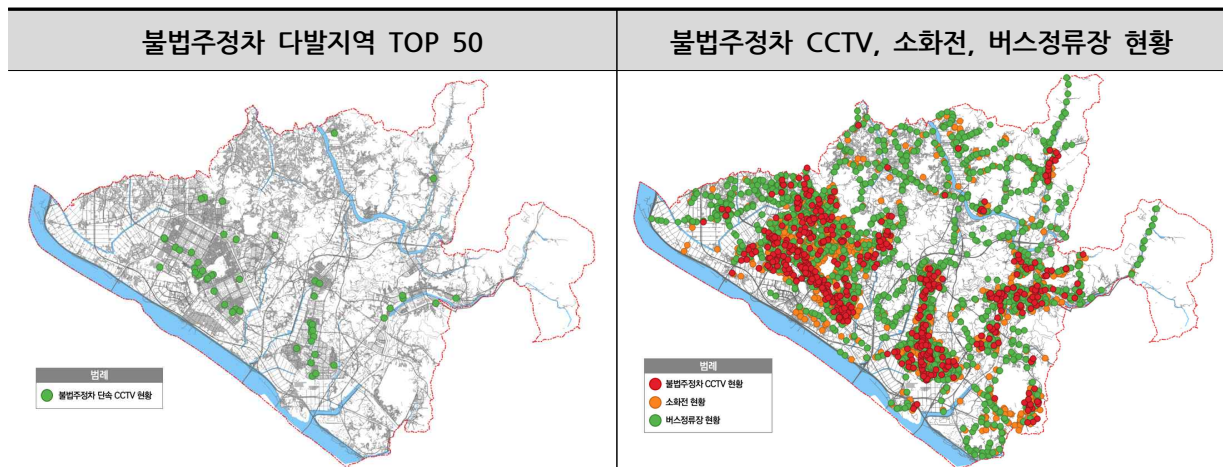 불법주정차 다발지역 TOP 50
불법주정차 CCTV, 소화전, 버스정류장 현황
범례
불법주정차 단속 CCTV 현황
범례
불법주정차 CCTV 현황
소화전 현황
버스정류장 현황